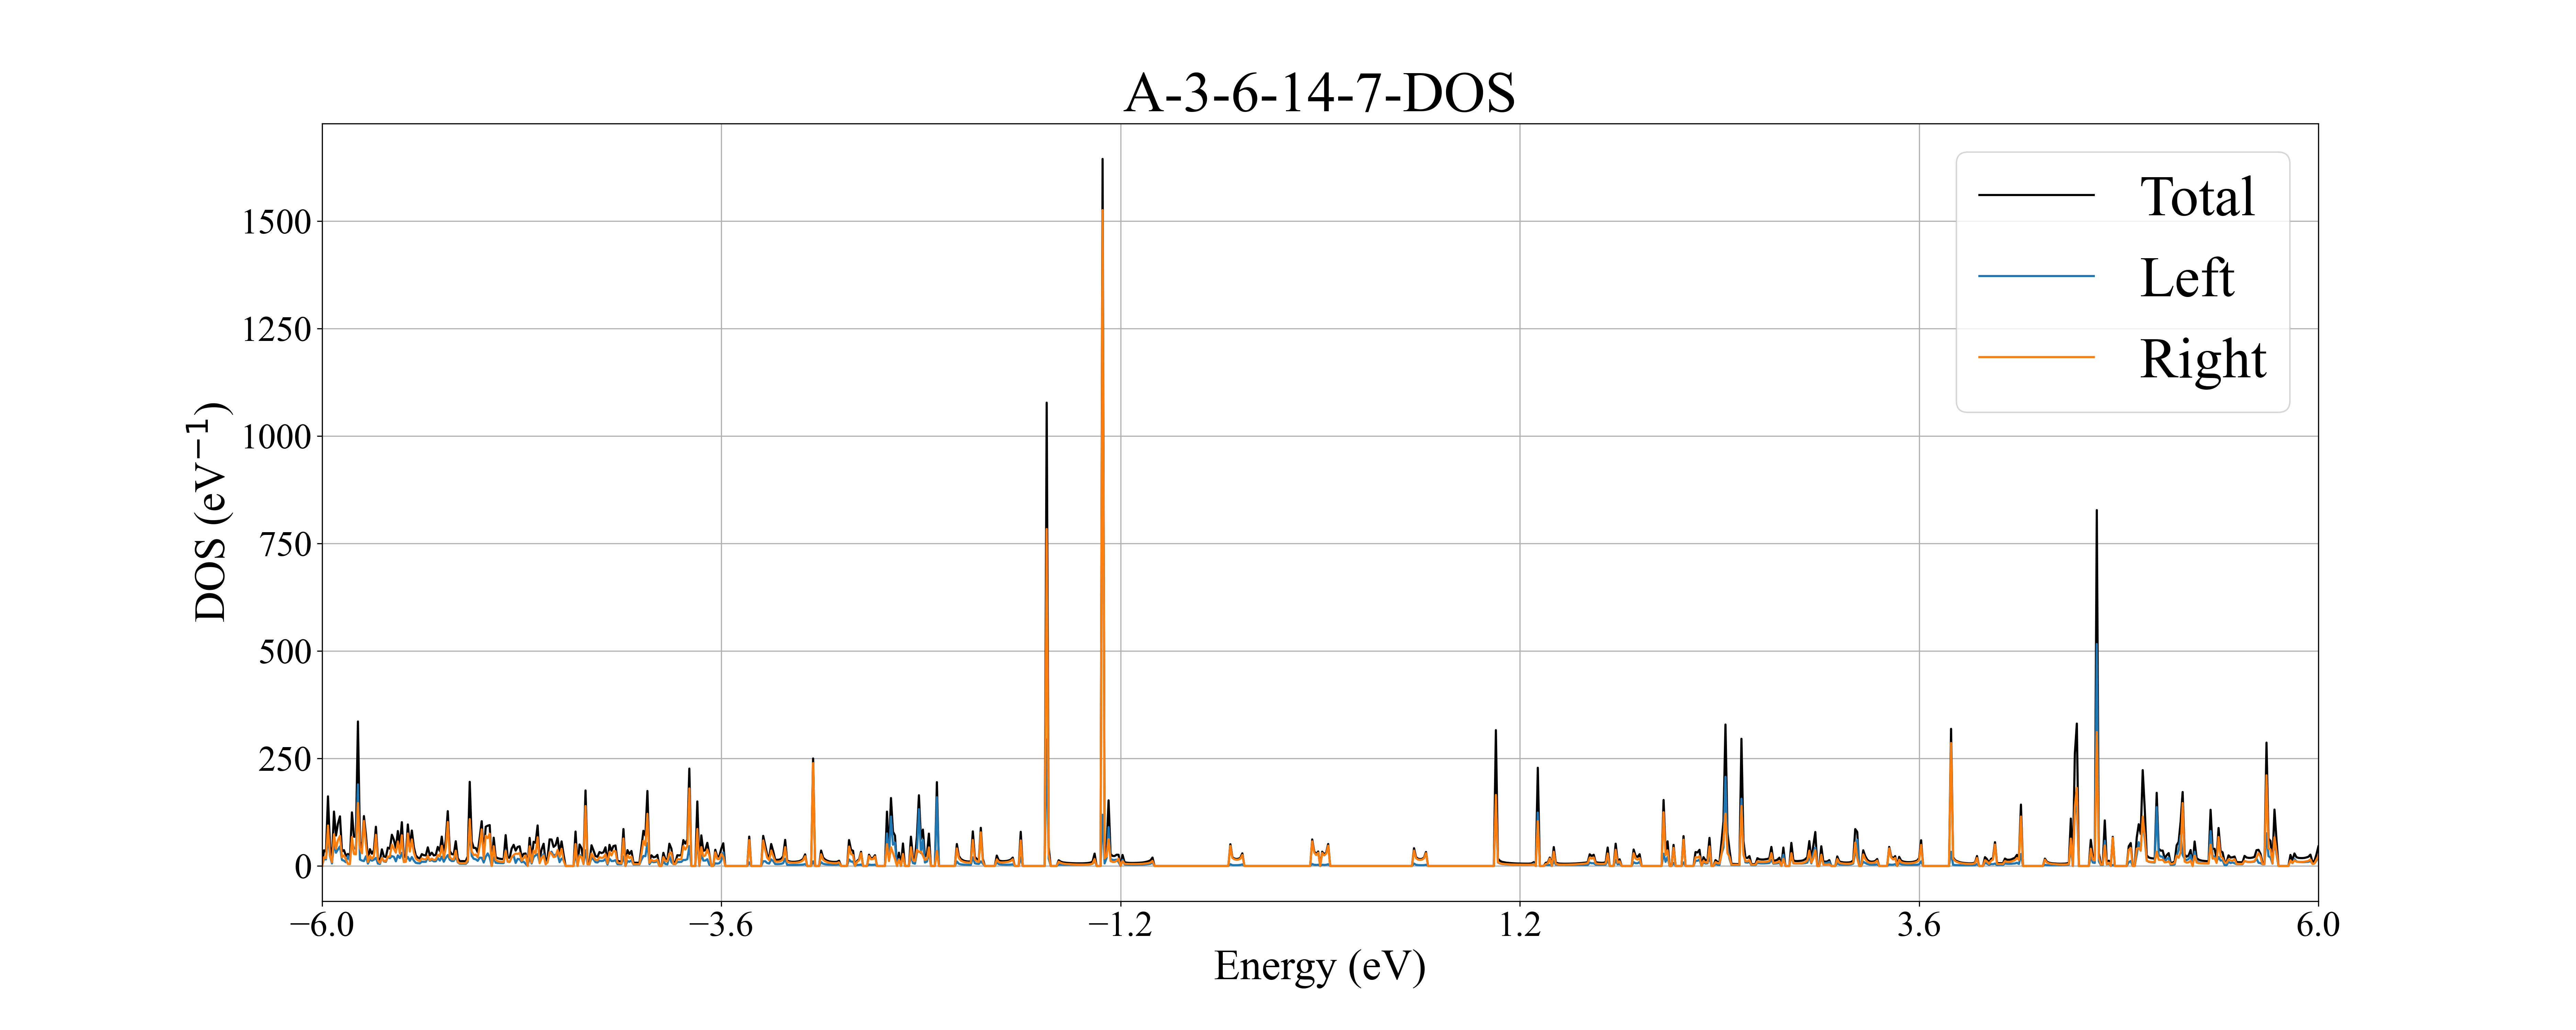 A-3-6-14-7-DOS
DOS (eV⁻¹)
1500
1250
1000
750
500
250
0
−6.0 −3.6 −1.2 1.2 3.6 6.0
Energy (eV)
Total
Left
Right